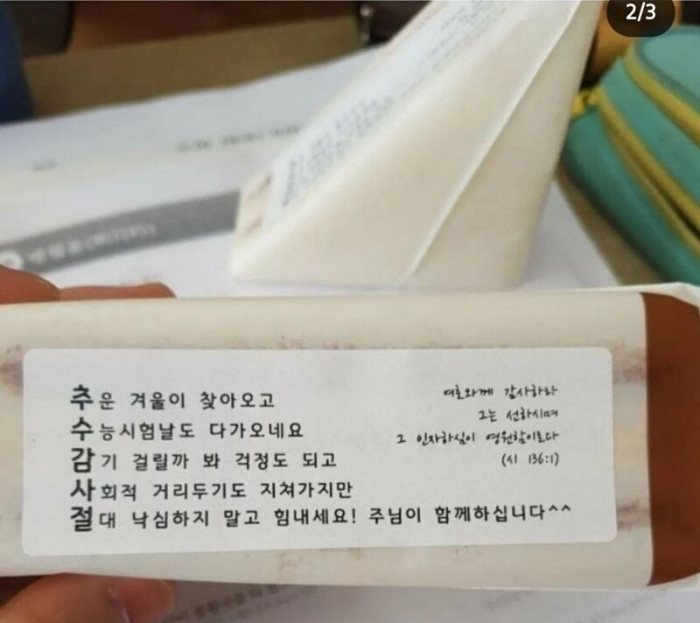 2/3
추운 겨울이 찾아오고
수능시험날도 다가오네요
감기 걸릴까 봐 걱정도 되고
사회적 거리두기도 지쳐가지만
절대 낙심하지 말고 힘내세요! 주님이 함께하십니다^^
여호와께 감사하라
그는 선하시며
그 인자하심이 영원함이로다
(시 136:1)